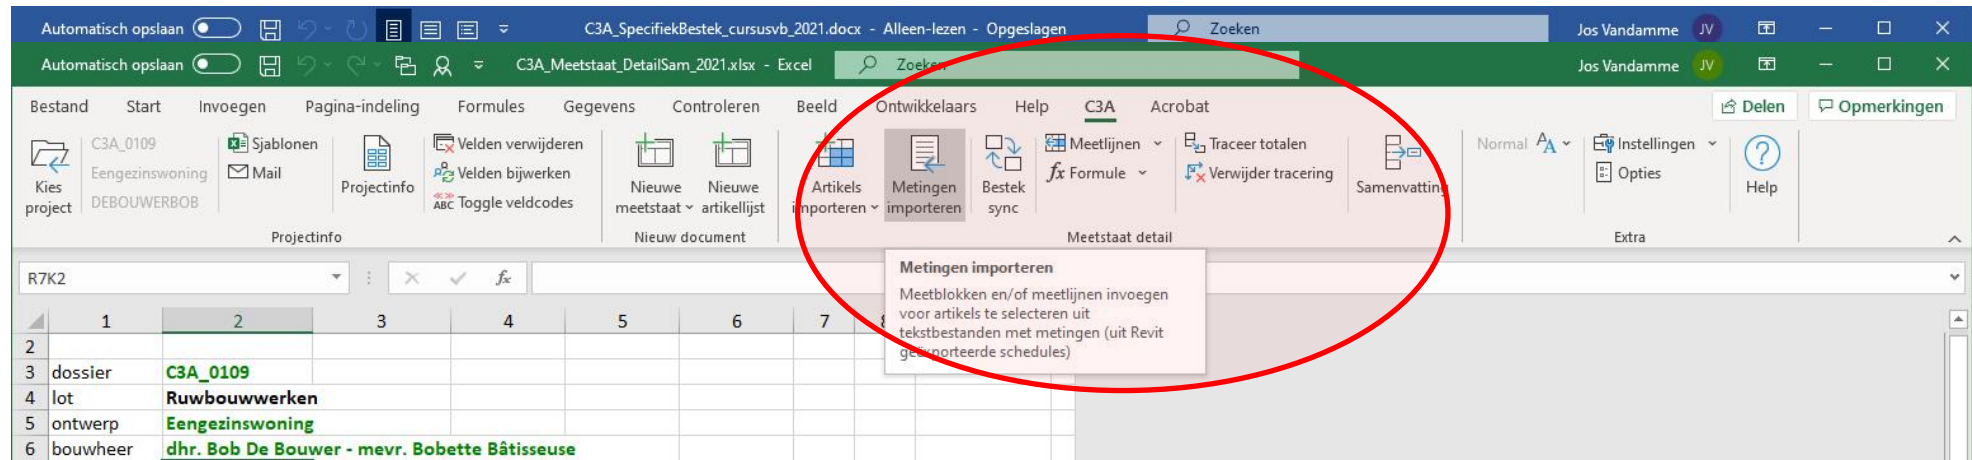 Automatisch opslaan C3A_SpecifiekBestek_cursusvb_2021.docx - Alleen-lezen - Opgeslagen Zoeken Jos Vandamme JV
Automatisch opslaan C3A_Meetstaat_DetailSam_2021.xlsx - Excel Zoeken Jos Vandamme JV
Bestand Start Invoegen Pagina-indeling Formules Gegevens Controleren Beeld Ontwikkelaars Help C3A Acrobat Delen Opmerkingen
Kies project
C3A_0109
Eengezinswoning
DEBOUWERBOB
Sjablonen
Mail
Projectinfo
Velden verwijderen
Velden bijwerken
ABC Toggle veldcodes
Projectinfo
Nieuwe meetstaat
Nieuwe artikellijst
Nieuw document
Artikels importeren
Metingen importeren
Bestek sync
Meetlijnen
fx Formule
Traceer totalen
Verwijder tracering
Samenvatting
Meetstaat detail
Normal
Instellingen
Opties
Help
Extra
R7K2 fx
Metingen importeren
Meetblokken en/of meetlijnen invoegen
voor artikels te selecteren uit
tekstbestanden met metingen (uit Revit
geëxporteerde schedules)
1 2 3 4 5 6 7 8
2
3 dossier C3A_0109
4 lot Ruwbouwwerken
5 ontwerp Eengezinswoning
6 bouwheer dhr. Bob De Bouwer - mevr. Bobette Bâtisseuse